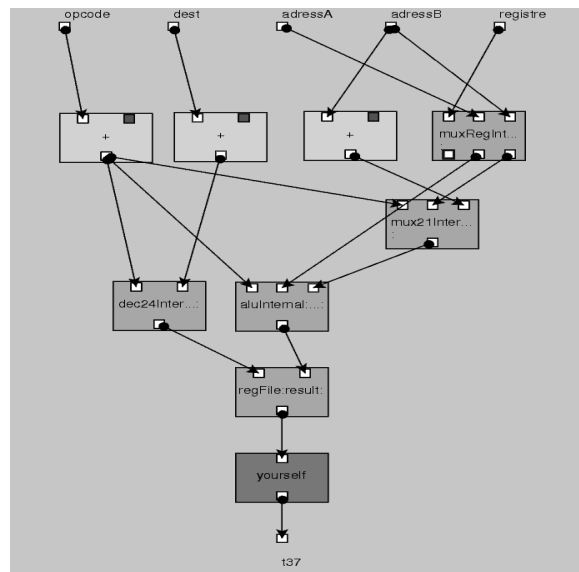 opcode dest adressA adressB registre
+ + + muxRegInt...
:
mux21Inter...
:
dec24Inter...: aluInternal:...:
regFile:result:
yourself
t37